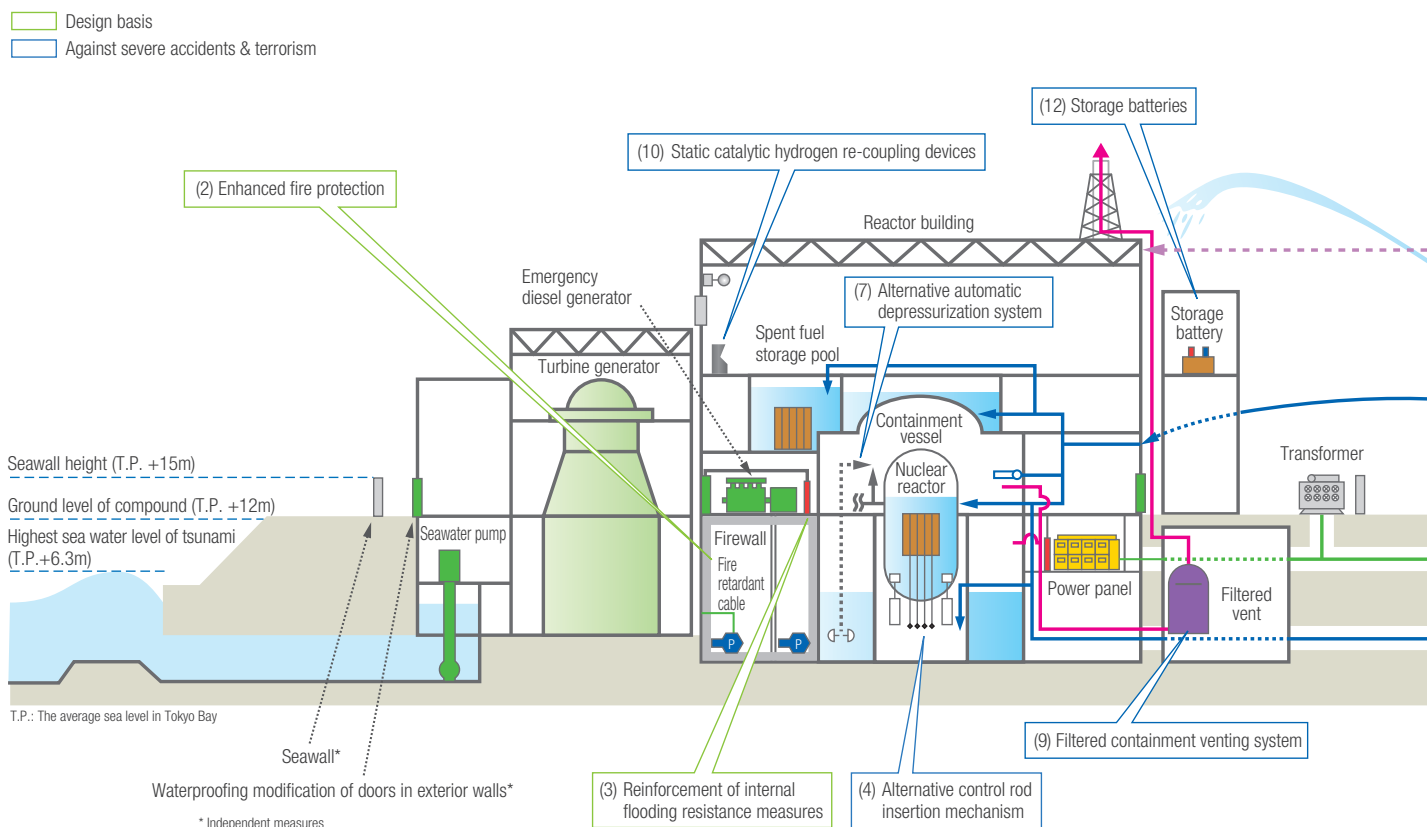 Design basis
Against severe accidents & terrorism
(12) Storage batteries
(10) Static catalytic hydrogen re-coupling devices
(2) Enhanced fire protection
Reactor building
Emergency
diesel generator
(7) Alternative automatic
depressurization system
Spent fuel
storage pool
Storage
battery
Turbine generator
Containment
vessel
Seawall height (T.P. +15m)
Transformer
Nuclear
reactor
Ground level of compound (T.P. +12m)
Highest sea water level of tsunami
(T.P.+6.3m)
Seawater pump
Firewall
Fire
retardant
cable
Power panel
Filtered
vent
P
P
T.P.: The average sea level in Tokyo Bay
Seawall*
(9) Filtered containment venting system
Waterproofing modification of doors in exterior walls*
(3) Reinforcement of internal
flooding resistance measures
(4) Alternative control rod
insertion mechanism
* Independent measures